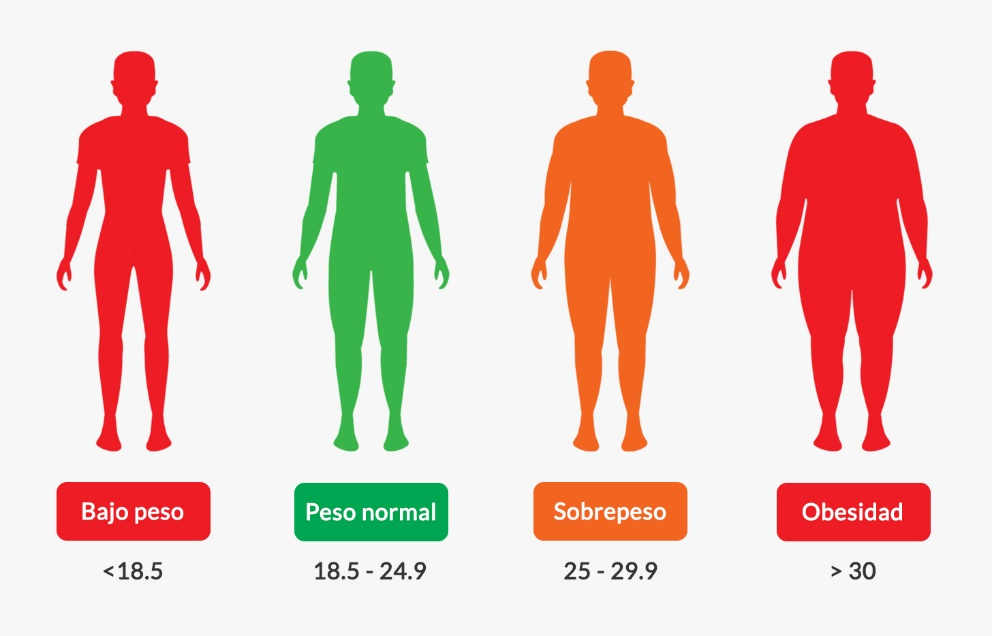 Bajo peso
Peso normal
Sobrepeso
Obesidad
<18.5
18.5 - 24.9
25 - 29.9
> 30